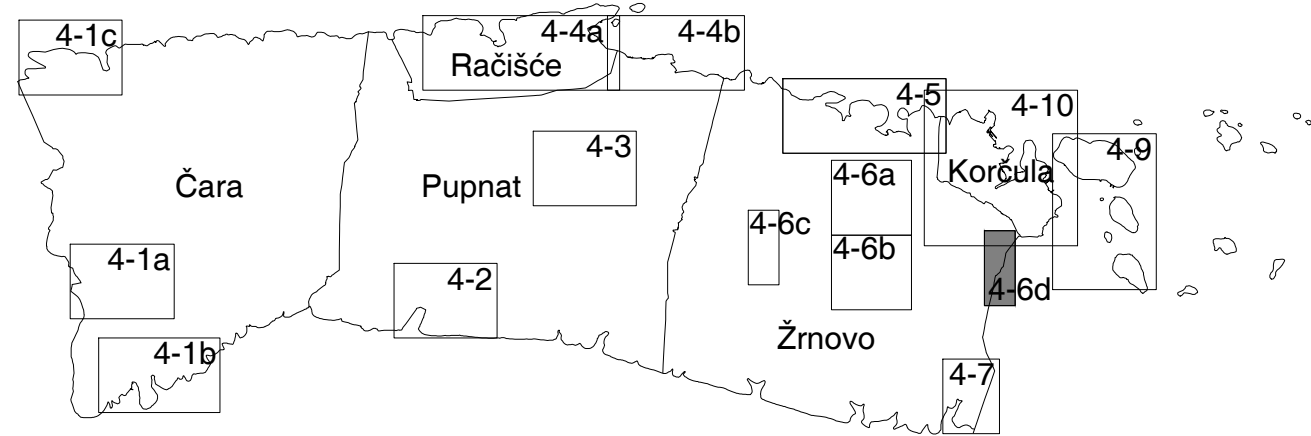 4-1c
4-4a
4-4b
Račišće
4-5
4-10
4-3
4-9
Čara
Pupnat
4-6a
Korčula
4-6c
4-6b
4-1a
4-2
4-6d
Žrnovo
4-1b
4-7